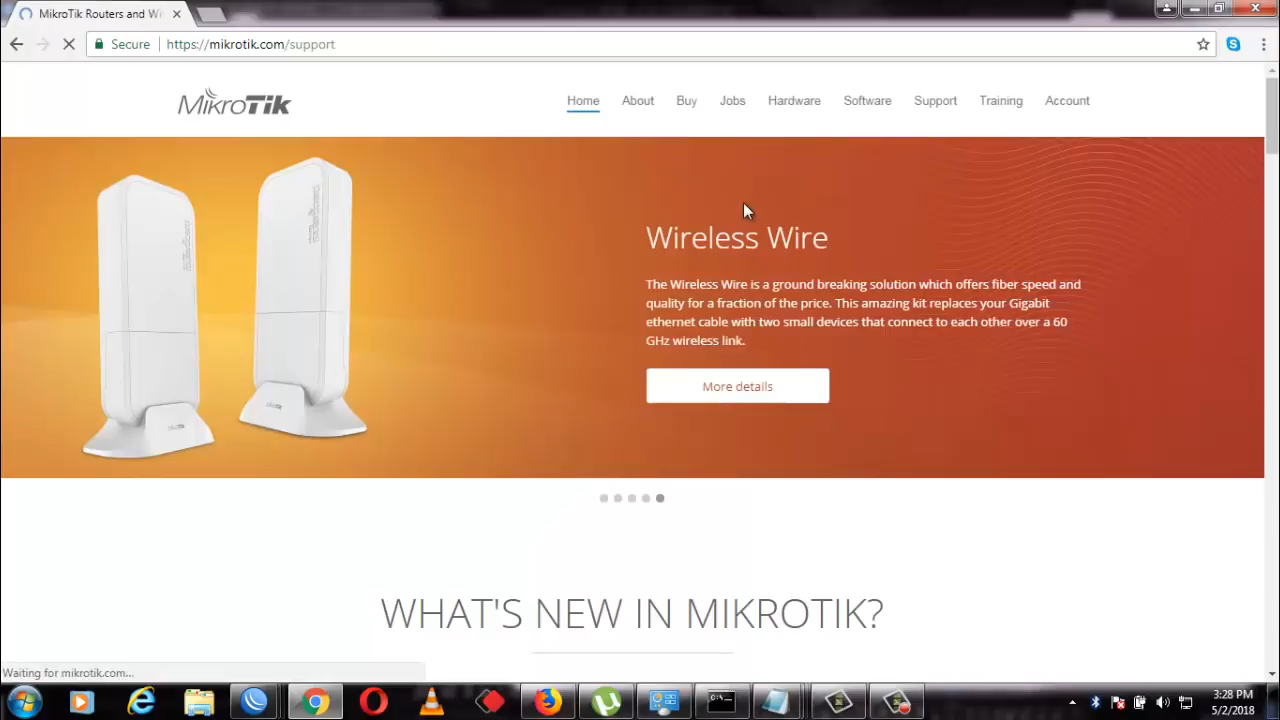 MikroTik Routers and Wi
Secure
https://mikrotik.com/support
MikroTik
Home
About
Buy
Jobs
Hardware
Software
Support
Training
Account
Wireless Wire
The Wireless Wire is a ground breaking solution which offers fiber speed and
quality for a fraction of the price. This amazing kit replaces your Gigabit
ethernet cable with two small devices that connect to each other over a 60
GHz wireless link.
More details
WHAT'S NEW IN MIKROTIK?
Waiting for mikrotik.com...
3:28 PM
5/2/2018